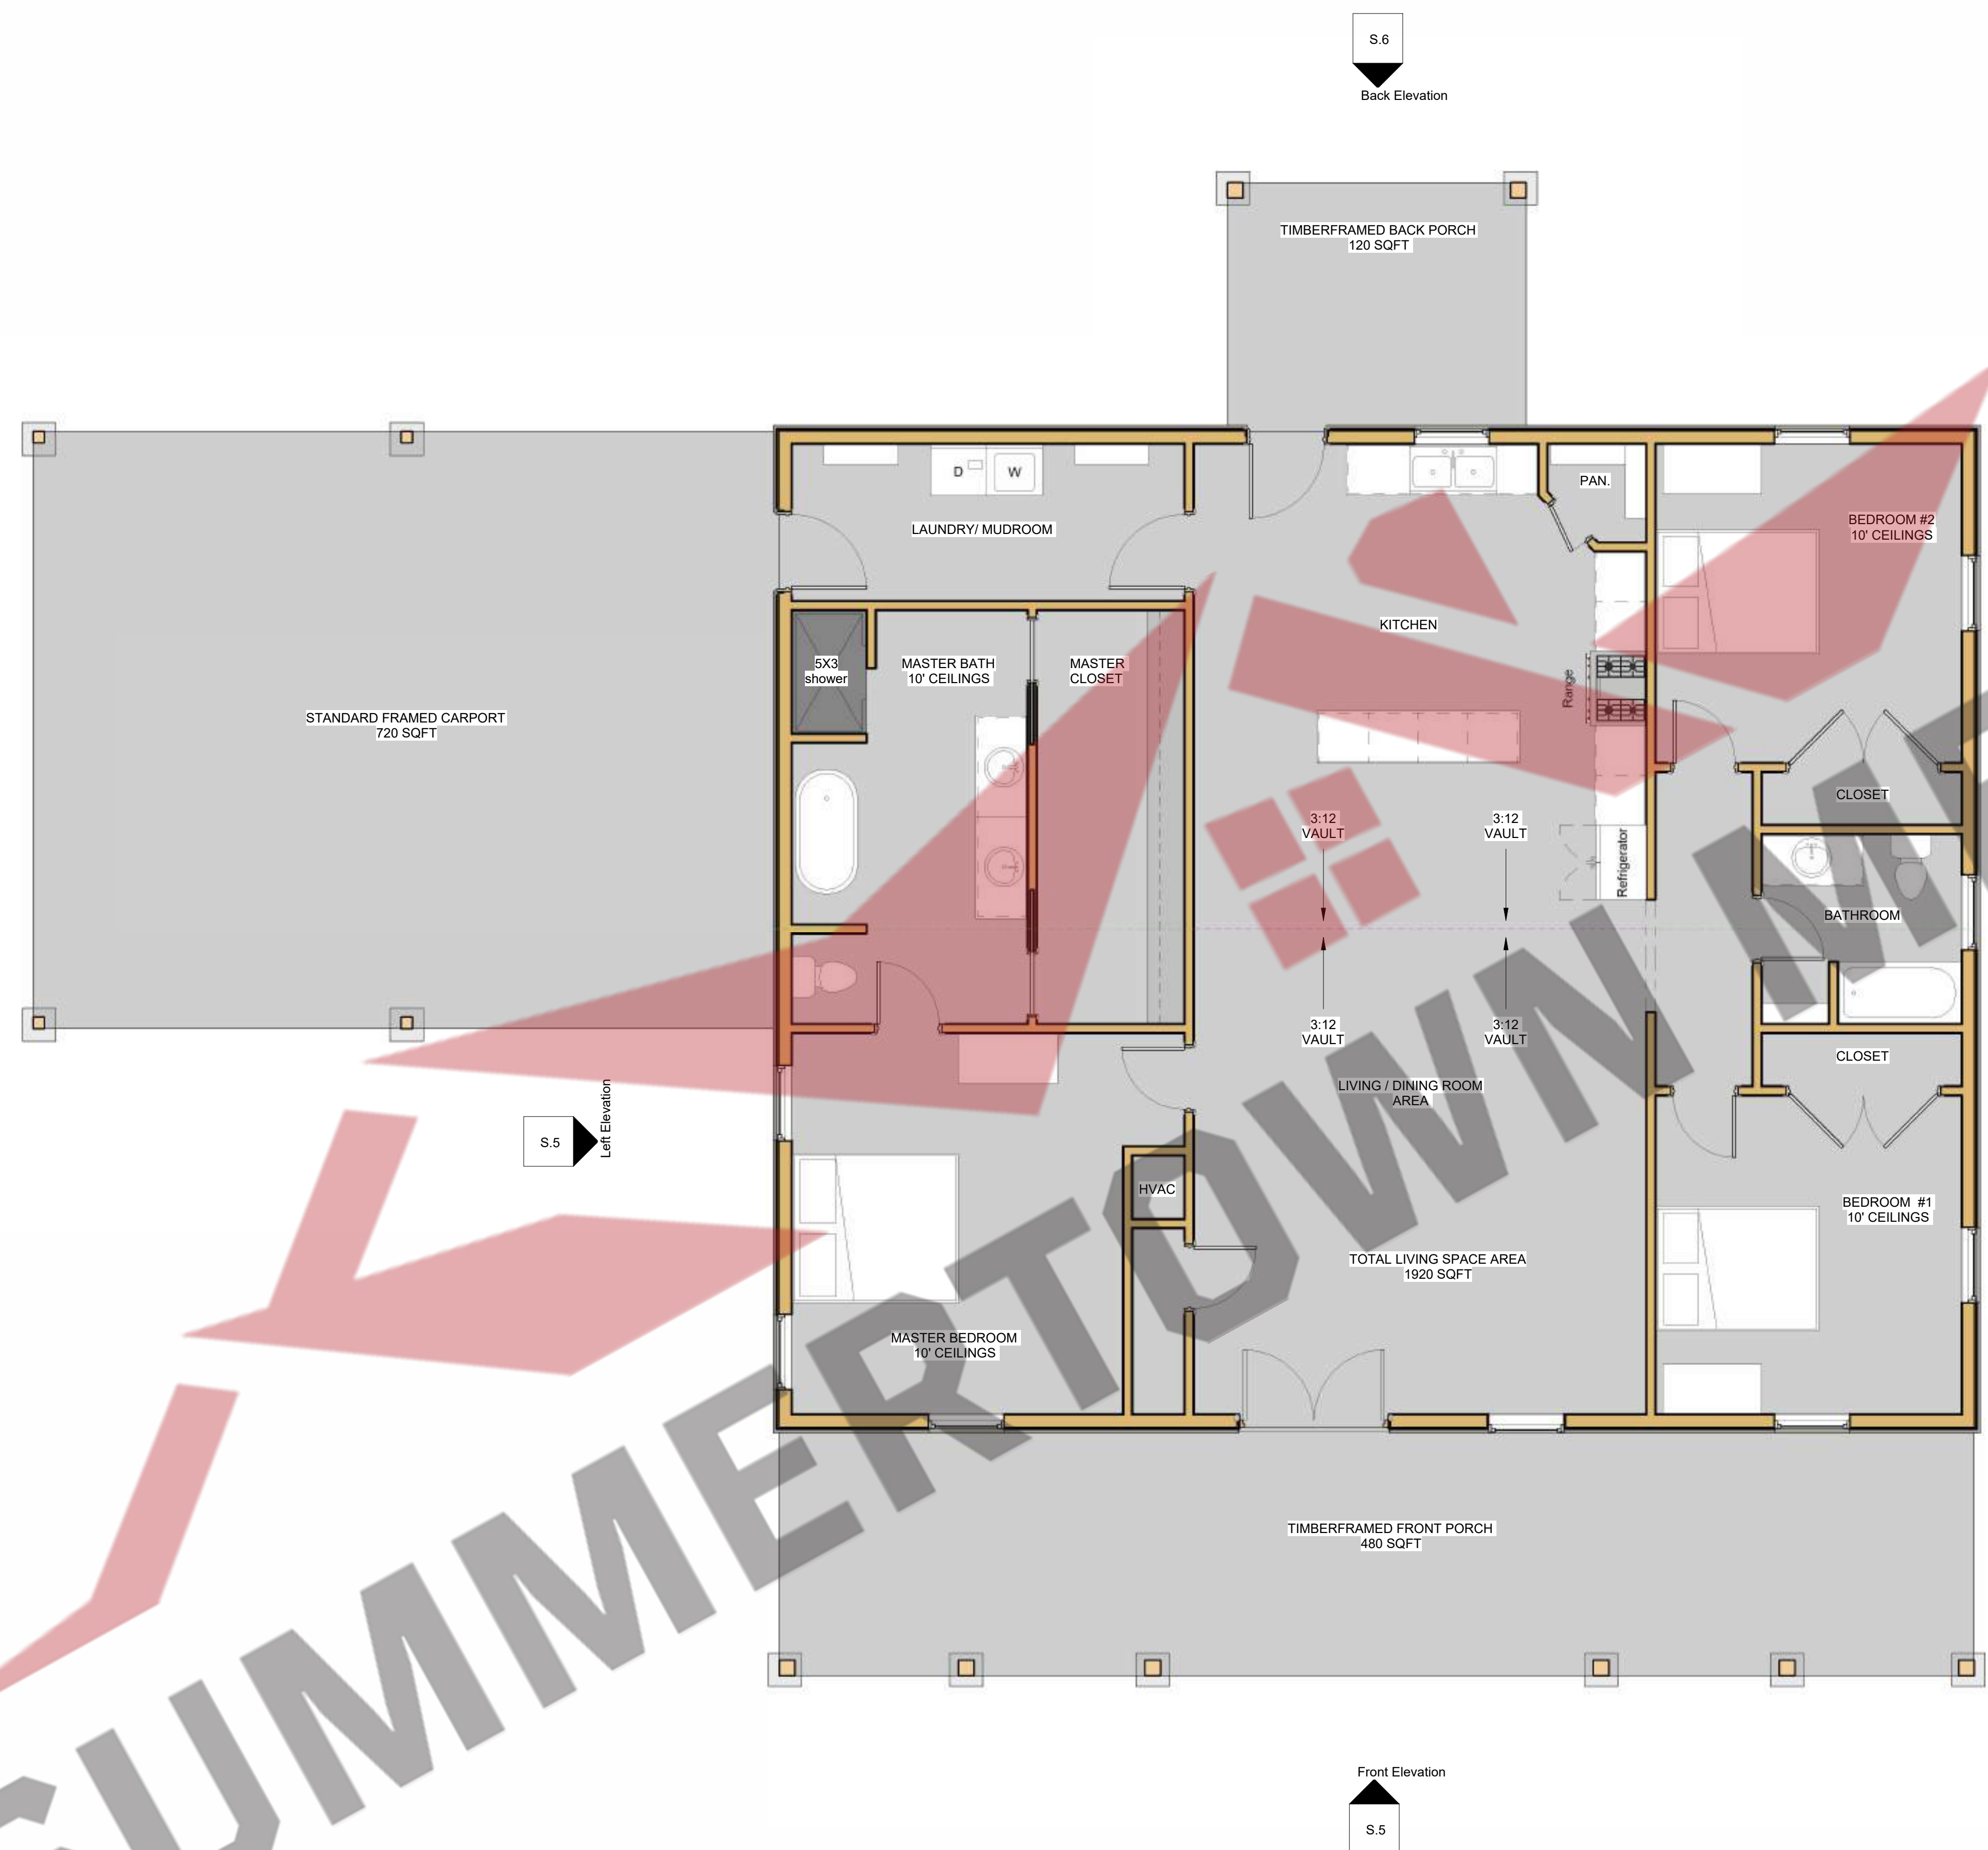 S.6
Back Elevation
TIMBERFRAMED BACK PORCH
120 SQFT
D
W
PAN.
LAUNDRY/ MUDROOM
BEDROOM #2
10' CEILINGS
KITCHEN
5X3
shower
MASTER BATH
10' CEILINGS
MASTER
CLOSET
Range
STANDARD FRAMED CARPORT
720 SQFT
CLOSET
3:12
VAULT
3:12
VAULT
Refrigerator
BATHROOM
3:12
VAULT
3:12
VAULT
CLOSET
LIVING / DINING ROOM
AREA
S.5
Left Elevation
HVAC
BEDROOM #1
10' CEILINGS
TOTAL LIVING SPACE AREA
1920 SQFT
MASTER BEDROOM
10' CEILINGS
TIMBERFRAMED FRONT PORCH
480 SQFT
SUMMERTOWN
Front Elevation
S.5